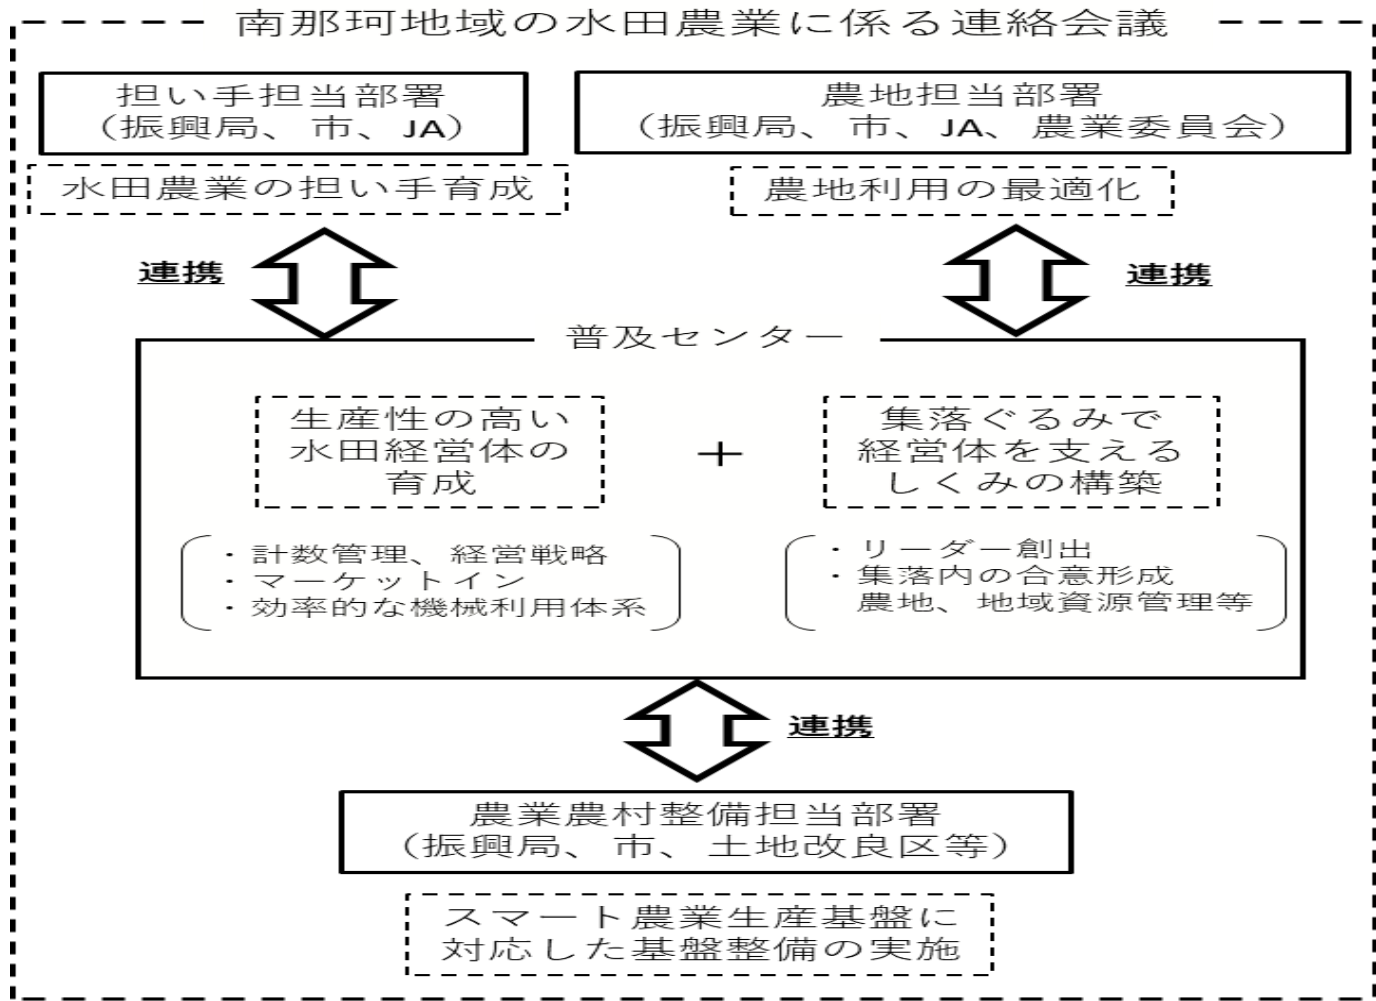 南那珂地域の水田農業に係る連絡会議
担い手担当部署
（振興局、市、JA）
水田農業の担い手育成
農地担当部署
（振興局、市、JA、農業委員会）
農地利用の最適化
連携
連携
普及センター
生産性の高い
水田経営体の
育成
＋
集落ぐるみで
経営体を支える
しくみの構築
・計数管理、経営戦略
・マーケットイン
・効率的な機械利用体系
・リーダー創出
・集落内の合意形成
農地、地域資源管理等
連携
農業農村整備担当部署
（振興局、市、土地改良区等）
スマート農業生産基盤に
対応した基盤整備の実施